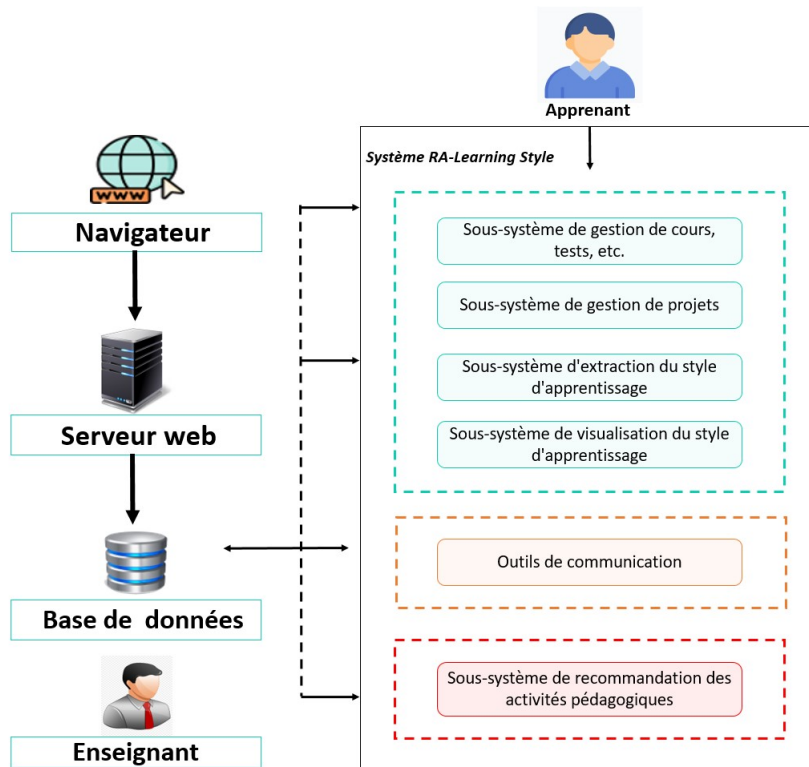 Apprenant
Système RA-Learning Style
www
Navigateur
Sous-système de gestion de cours,
tests, etc.
Sous-système de gestion de projets
Sous-système d'extraction du style
d'apprentissage
Serveur web
Sous-système de visualisation du style
d'apprentissage
Outils de communication
Base de données
Sous-système de recommandation des
activités pédagogiques
Enseignant